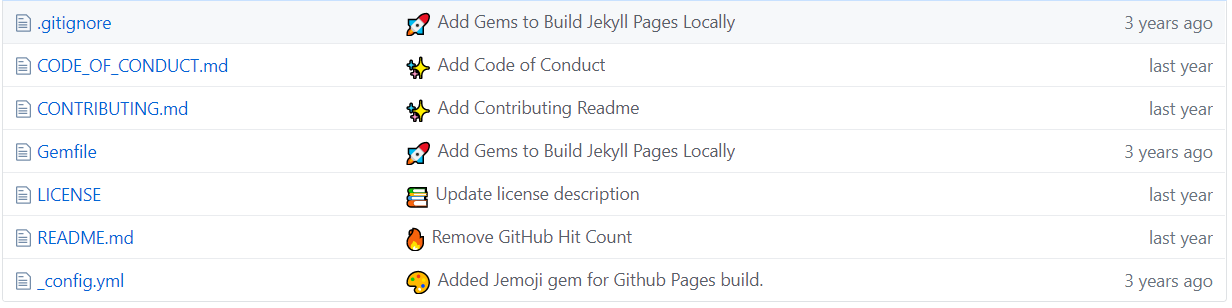 .gitignore 🚀 Add Gems to Build Jekyll Pages Locally 3 years ago
CODE_OF_CONDUCT.md ✨ Add Code of Conduct last year
CONTRIBUTING.md ✨ Add Contributing Readme last year
Gemfile 🚀 Add Gems to Build Jekyll Pages Locally 3 years ago
LICENSE 📚 Update license description last year
README.md 🔥 Remove GitHub Hit Count last year
_config.yml 🎨 Added Jemoji gem for Github Pages build. 3 years ago